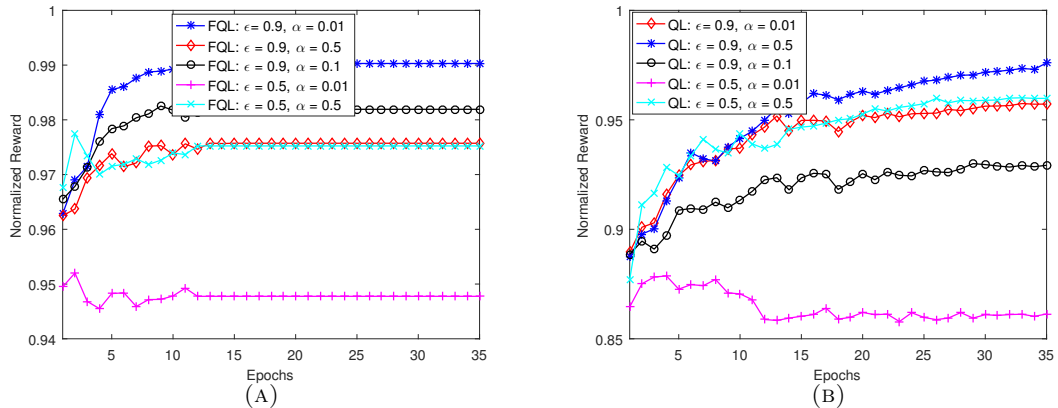 FQL: ϵ= 0.9, α = 0.01
FQL: ϵ = 0.9, α = 0.5
FQL: ϵ = 0.9, α = 0.1
FQL: ϵ = 0.5, α = 0.01
FQL: ϵ = 0.5, α = 0.5
1
0.99
0.98
0.97
0.96
0.95
0.94
Normalized Reward
5 10 15 20 25 30 35
Epochs
(A)
QL: ϵ= 0.9, α = 0.01
QL: ϵ = 0.9, α = 0.5
QL: ϵ = 0.9, α = 0.1
QL: ϵ = 0.5, α = 0.01
QL: ϵ = 0.5, α = 0.5
1
0.95
0.9
0.85
Normalized Reward
5 10 15 20 25 30 35
Epochs
(B)